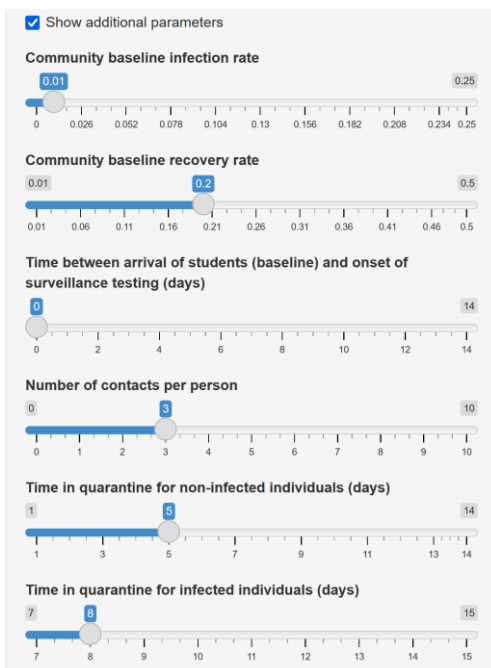 Show additional parameters
Community baseline infection rate
0.01 0.25
0 0.026 0.052 0.078 0.104 0.13 0.156 0.182 0.208 0.234 0.25
Community baseline recovery rate
0.01 0.2 0.5
0.01 0.06 0.11 0.16 0.21 0.26 0.31 0.36 0.41 0.46 0.5
Time between arrival of students (baseline) and onset of
surveillance testing (days)
0 14
0 2 4 6 8 10 12 14
Number of contacts per person
0 3 10
0 1 2 3 4 5 6 7 8 9 10
Time in quarantine for non-infected individuals (days)
1 5 14
1 3 5 7 9 11 13 14
Time in quarantine for infected individuals (days)
7 8 15
7 8 9 10 11 12 13 14 15